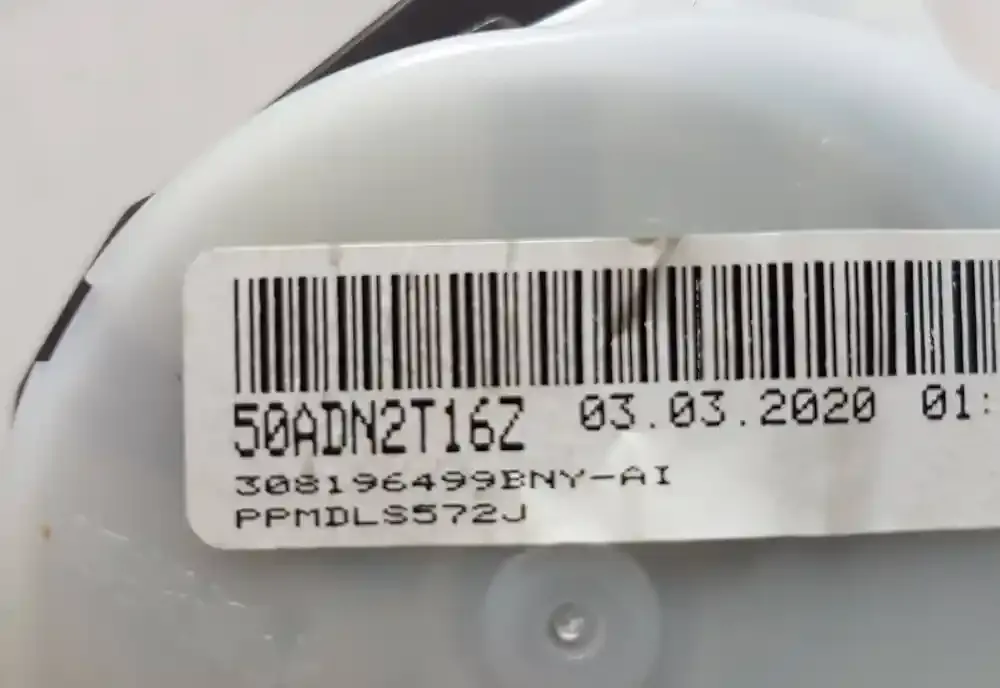 50ADN2T16Z 03.03.2020 01:
308196499BNY-AI
PPMDLS572J